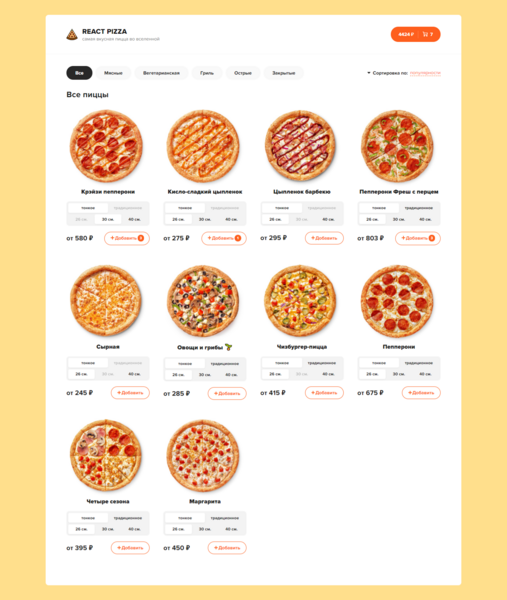 REACT PIZZA
самая вкусная пицца во вселенной
4424 ₽ 7
Все Мясные Вегетарианская Гриль Острые Закрытые
Сортировка по: популярности
Все пиццы
Крэйзи пепперони Кисло-сладкий цыпленок Цыпленок барбекю Пепперони Фреш с перцем
тонкое традиционное тонкое традиционное тонкое традиционное тонкое традиционное
26 см. 30 см. 40 см. 26 см. 30 см. 40 см. 26 см. 30 см. 40 см. 26 см. 30 см. 40 см.
от 580 ₽ + Добавить от 275 ₽ + Добавить от 295 ₽ + Добавить от 803 ₽ + Добавить
Сырная Овощи и грибы Чизбургер-пицца Пепперони
тонкое традиционное тонкое традиционное тонкое традиционное тонкое традиционное
26 см. 30 см. 40 см. 26 см. 30 см. 40 см. 26 см. 30 см. 40 см. 26 см. 30 см. 40 см.
от 245 ₽ + Добавить от 285 ₽ + Добавить от 415 ₽ + Добавить от 675 ₽ + Добавить
Четыре сезона Маргарита
тонкое традиционное тонкое традиционное
26 см. 30 см. 40 см. 26 см. 30 см. 40 см.
от 395 ₽ + Добавить от 450 ₽ + Добавить